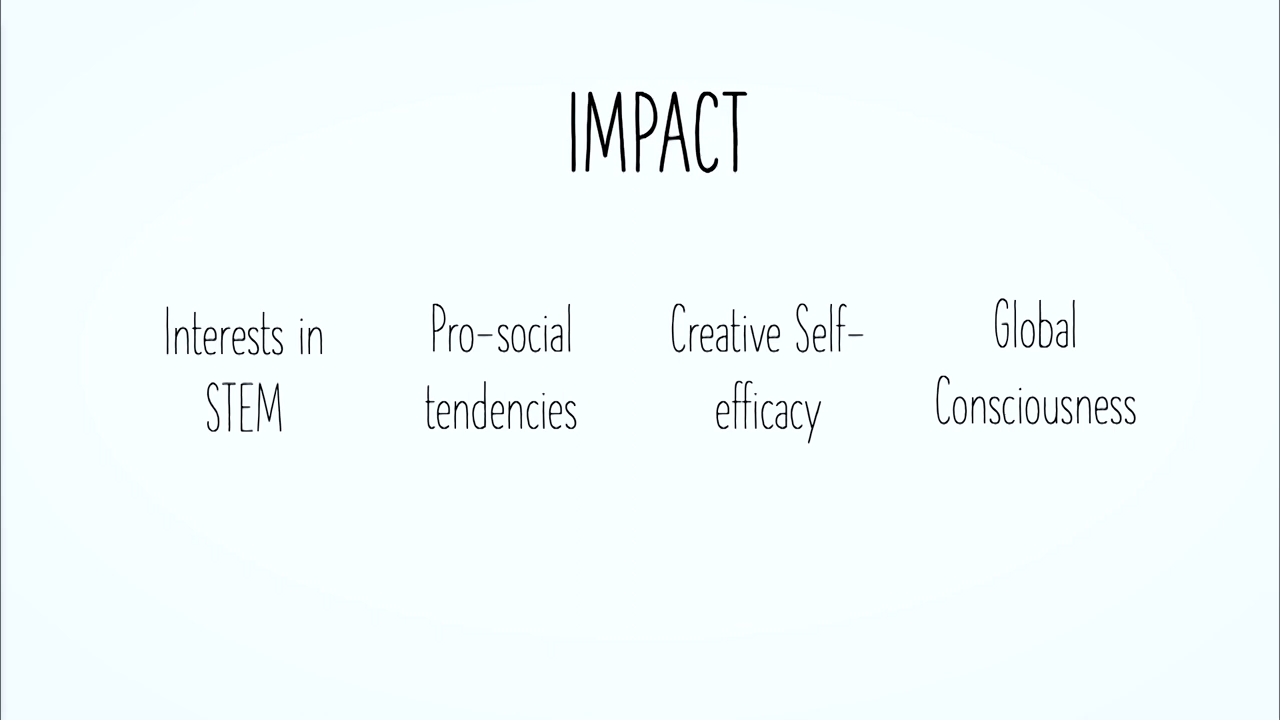 IMPACT
Interests in
STEM
Pro-social
tendencies
Creative Self-
efficacy
Global
Consciousness